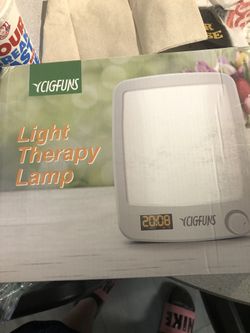 YCIGFUNS
Light
Therapy
Lamp
20:08
YCIGFUNS
NIKE